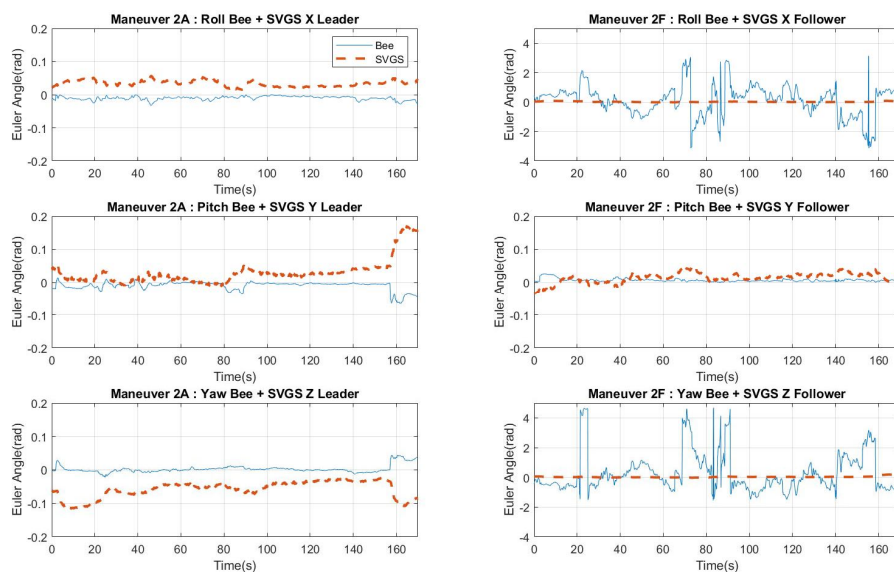 Maneuver 2A : Roll Bee + SVGS X Leader
0.2
0.1
0
0.1
0.2
Euler Angle(rad)
Bee
SVGS
0 20 40 60 80 100 120 140 160
Time(s)
Maneuver 2F : Roll Bee + SVGS X Follower
4
2
0
-2
-4
Euler Angle(rad)
0 20 40 60 80 100 120 140 160
Time(s)
Maneuver 2A : Pitch Bee + SVGS Y Leader
0.2
0.1
0
-0.1
-0.2
Euler Angle(rad)
0 20 40 60 80 100 120 140 160
Time(s)
Maneuver 2F : Pitch Bee + SVGS Y Follower
0.2
0.1
0
-0.1
-0.2
Euler Angle(rad)
0 20 40 60 80 100 120 140 160
Time(s)
Maneuver 2A : Yaw Bee + SVGS Z Leader
0.2
0.1
0
-0.1
-0.2
Euler Angle(rad)
0 20 40 60 80 100 120 140 160
Time(s)
Maneuver 2F : Yaw Bee + SVGS Z Follower
4
2
0
-2
-4
Euler Angle(rad)
0 20 40 60 80 100 120 140 160
Time(s)